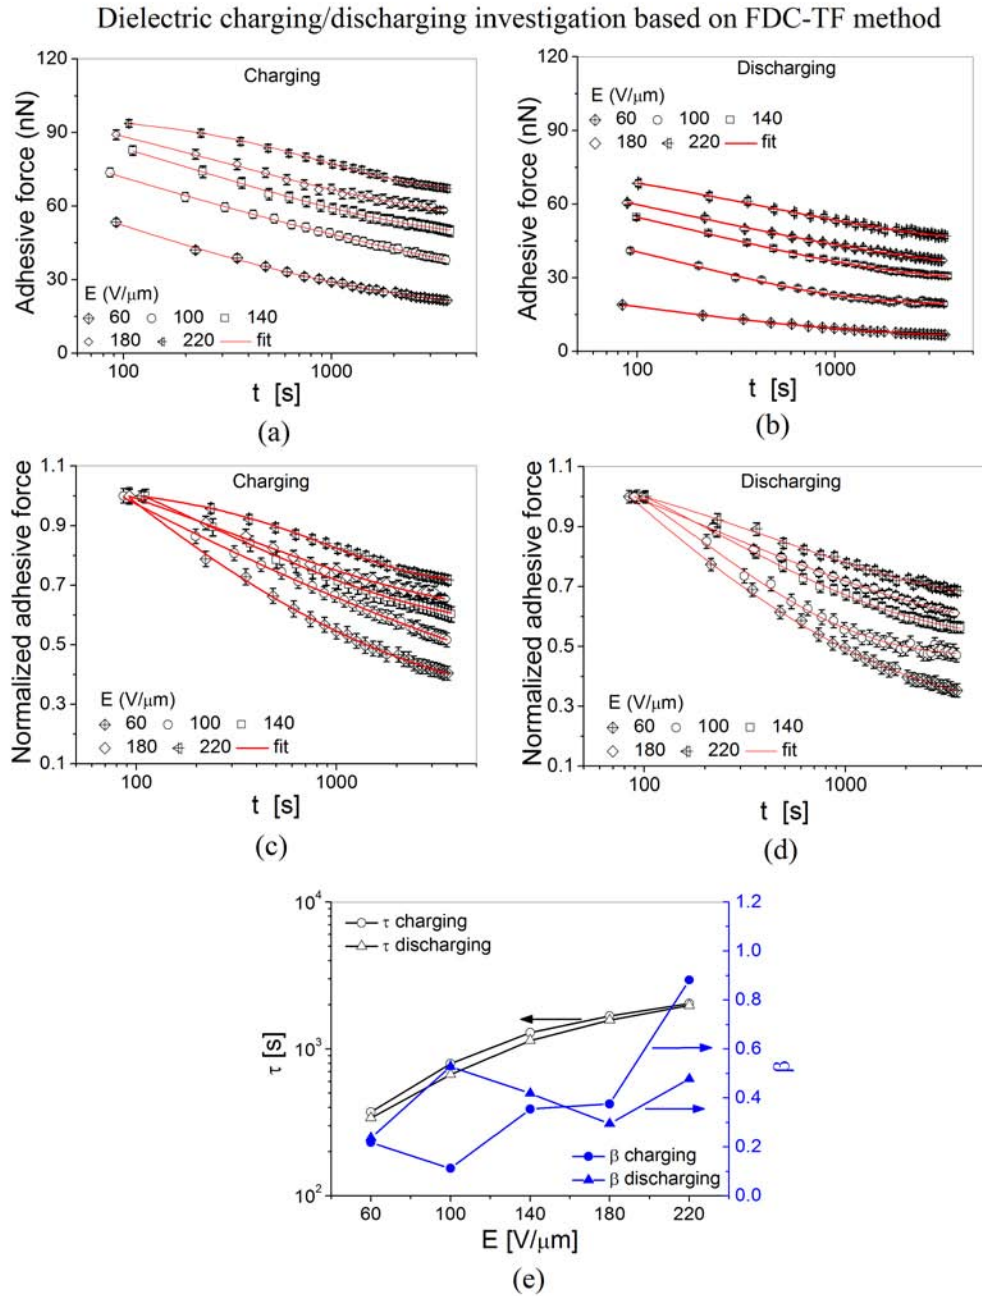 Dielectric charging/discharging investigation based on FDC-TF method
Charging
Adhesive force (nN)
120
90
60
30
0
E (V/μm)
60 100 140
180 220 fit
100 1000
t [s]
(a)
Discharging
Adhesive force (nN)
120
90
60
30
0
E (V/μm)
60 100 140
180 220 fit
100 1000
t [s]
(b)
Charging
Normalized adhesive force
1.1
0.9
0.7
0.5
0.3
0.1
E (V/μm)
60 100 140
180 220 fit
100 1000
t [s]
(c)
Discharging
Normalized adhesive force
1.1
0.9
0.7
0.5
0.3
0.1
E (V/μm)
60 100 140
180 220 fit
100 1000
t [s]
(d)
τ charging
τ discharging
τ [s]
10⁴
10³
10²
1.2
1.0
0.8
0.6
0.4
0.2
0.0
β
β charging
β discharging
60 100 140 180 220
E [V/μm]
(e)